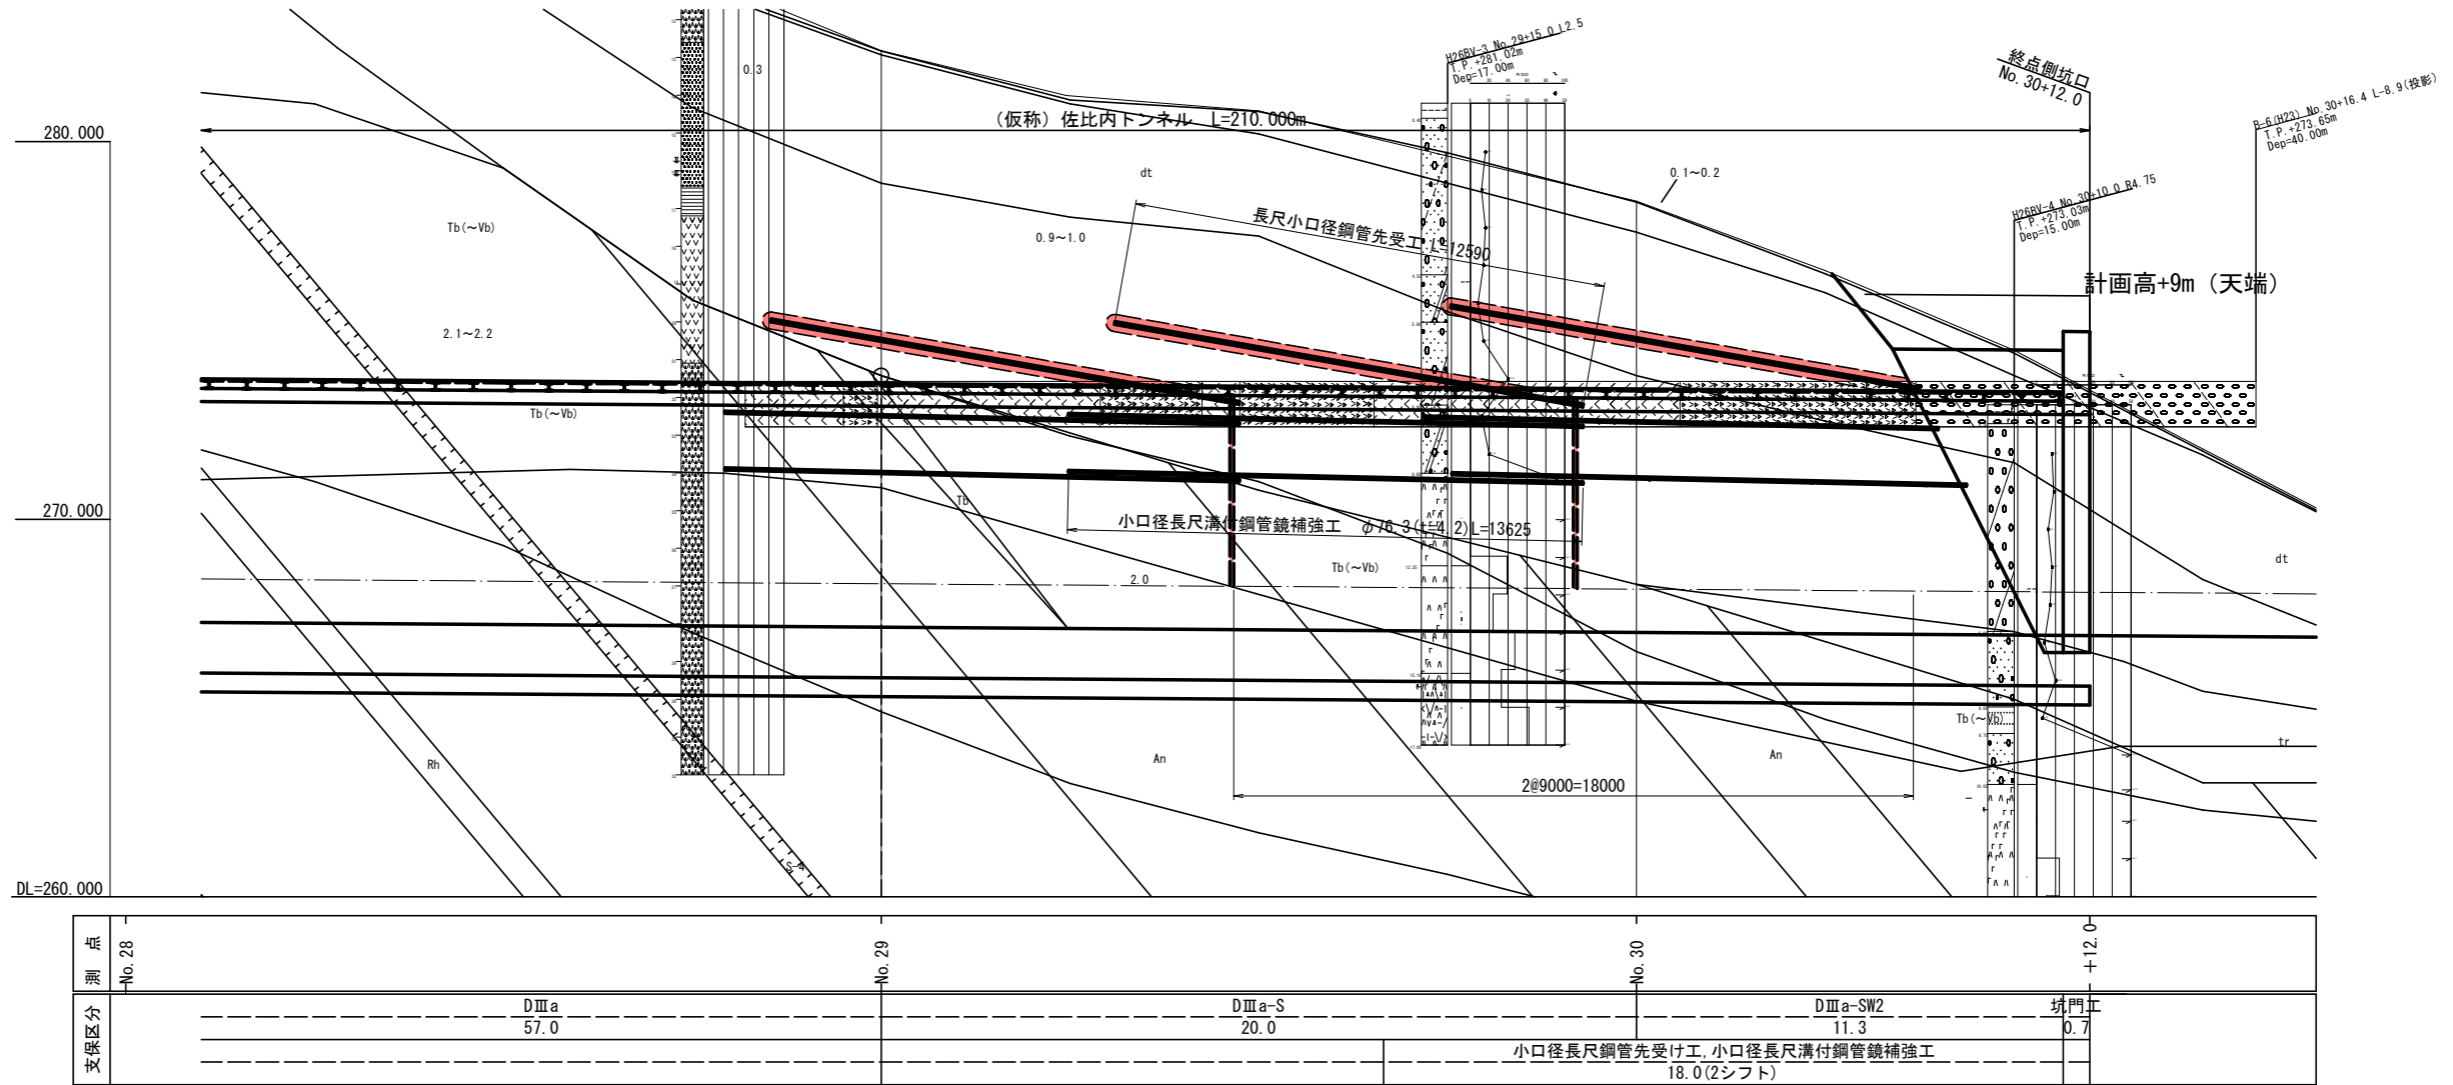 H26BV-3 No.29+15.0 L2.5
T.P.+281.02m
Dep=17.00m
終点側坑口
No.30+12.0
B-6(H23) No.30+16.4 L-8.9(投影)
T.P.+273.65m
Dep=40.00m
0.3
280.000
(仮称) 佐比内トンネル L=210.000m
dt
0.1~0.2
H26BV-4 No.30+10.0 R4.75
T.P.+273.03m
Dep=15.00m
長尺小口径鋼管先受工 L=12590
Tb(~Vb)
0.9~1.0
計画高+9m (天端)
2.1~2.2
Tb(~Vb)
Tb
270.000
小口径長尺溝付鋼管鏡補強工 φ76.3(t=4.2)L=13625
2.0
Tb(~Vb)
dt
Tb(~Vb)
tr
Rh
An
An
2@9000=18000
DL=260.000
測点
No.28
No.29
No.30
+12.0
支保区分
DⅢa
DⅢa-S
DⅢa-SW2
坑門工
57.0
20.0
11.3
0.7
小口径長尺鋼管先受け工,小口径長尺溝付鋼管鏡補強工
18.0(2シフト)